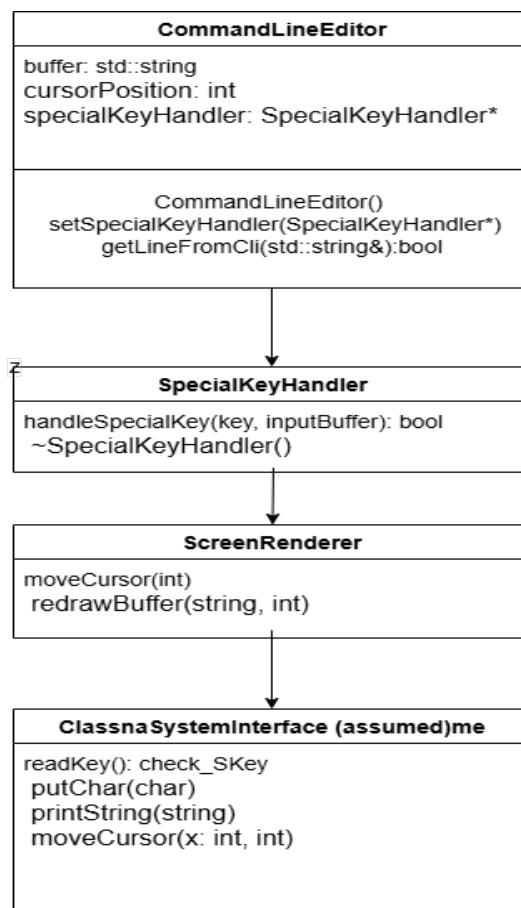 CommandLineEditor
buffer: std::string
cursorPosition: int
specialKeyHandler: SpecialKeyHandler*
CommandLineEditor()
setSpecialKeyHandler(SpecialKeyHandler*)
getLineFromCli(std::string&):bool
z
SpecialKeyHandler
handleSpecialKey(key, inputBuffer): bool
~SpecialKeyHandler()
ScreenRenderer
moveCursor(int)
redrawBuffer(string, int)
ClassnaSystemInterface (assumed)me
readKey(): check_SKey
putChar(char)
printString(string)
moveCursor(x: int, int)